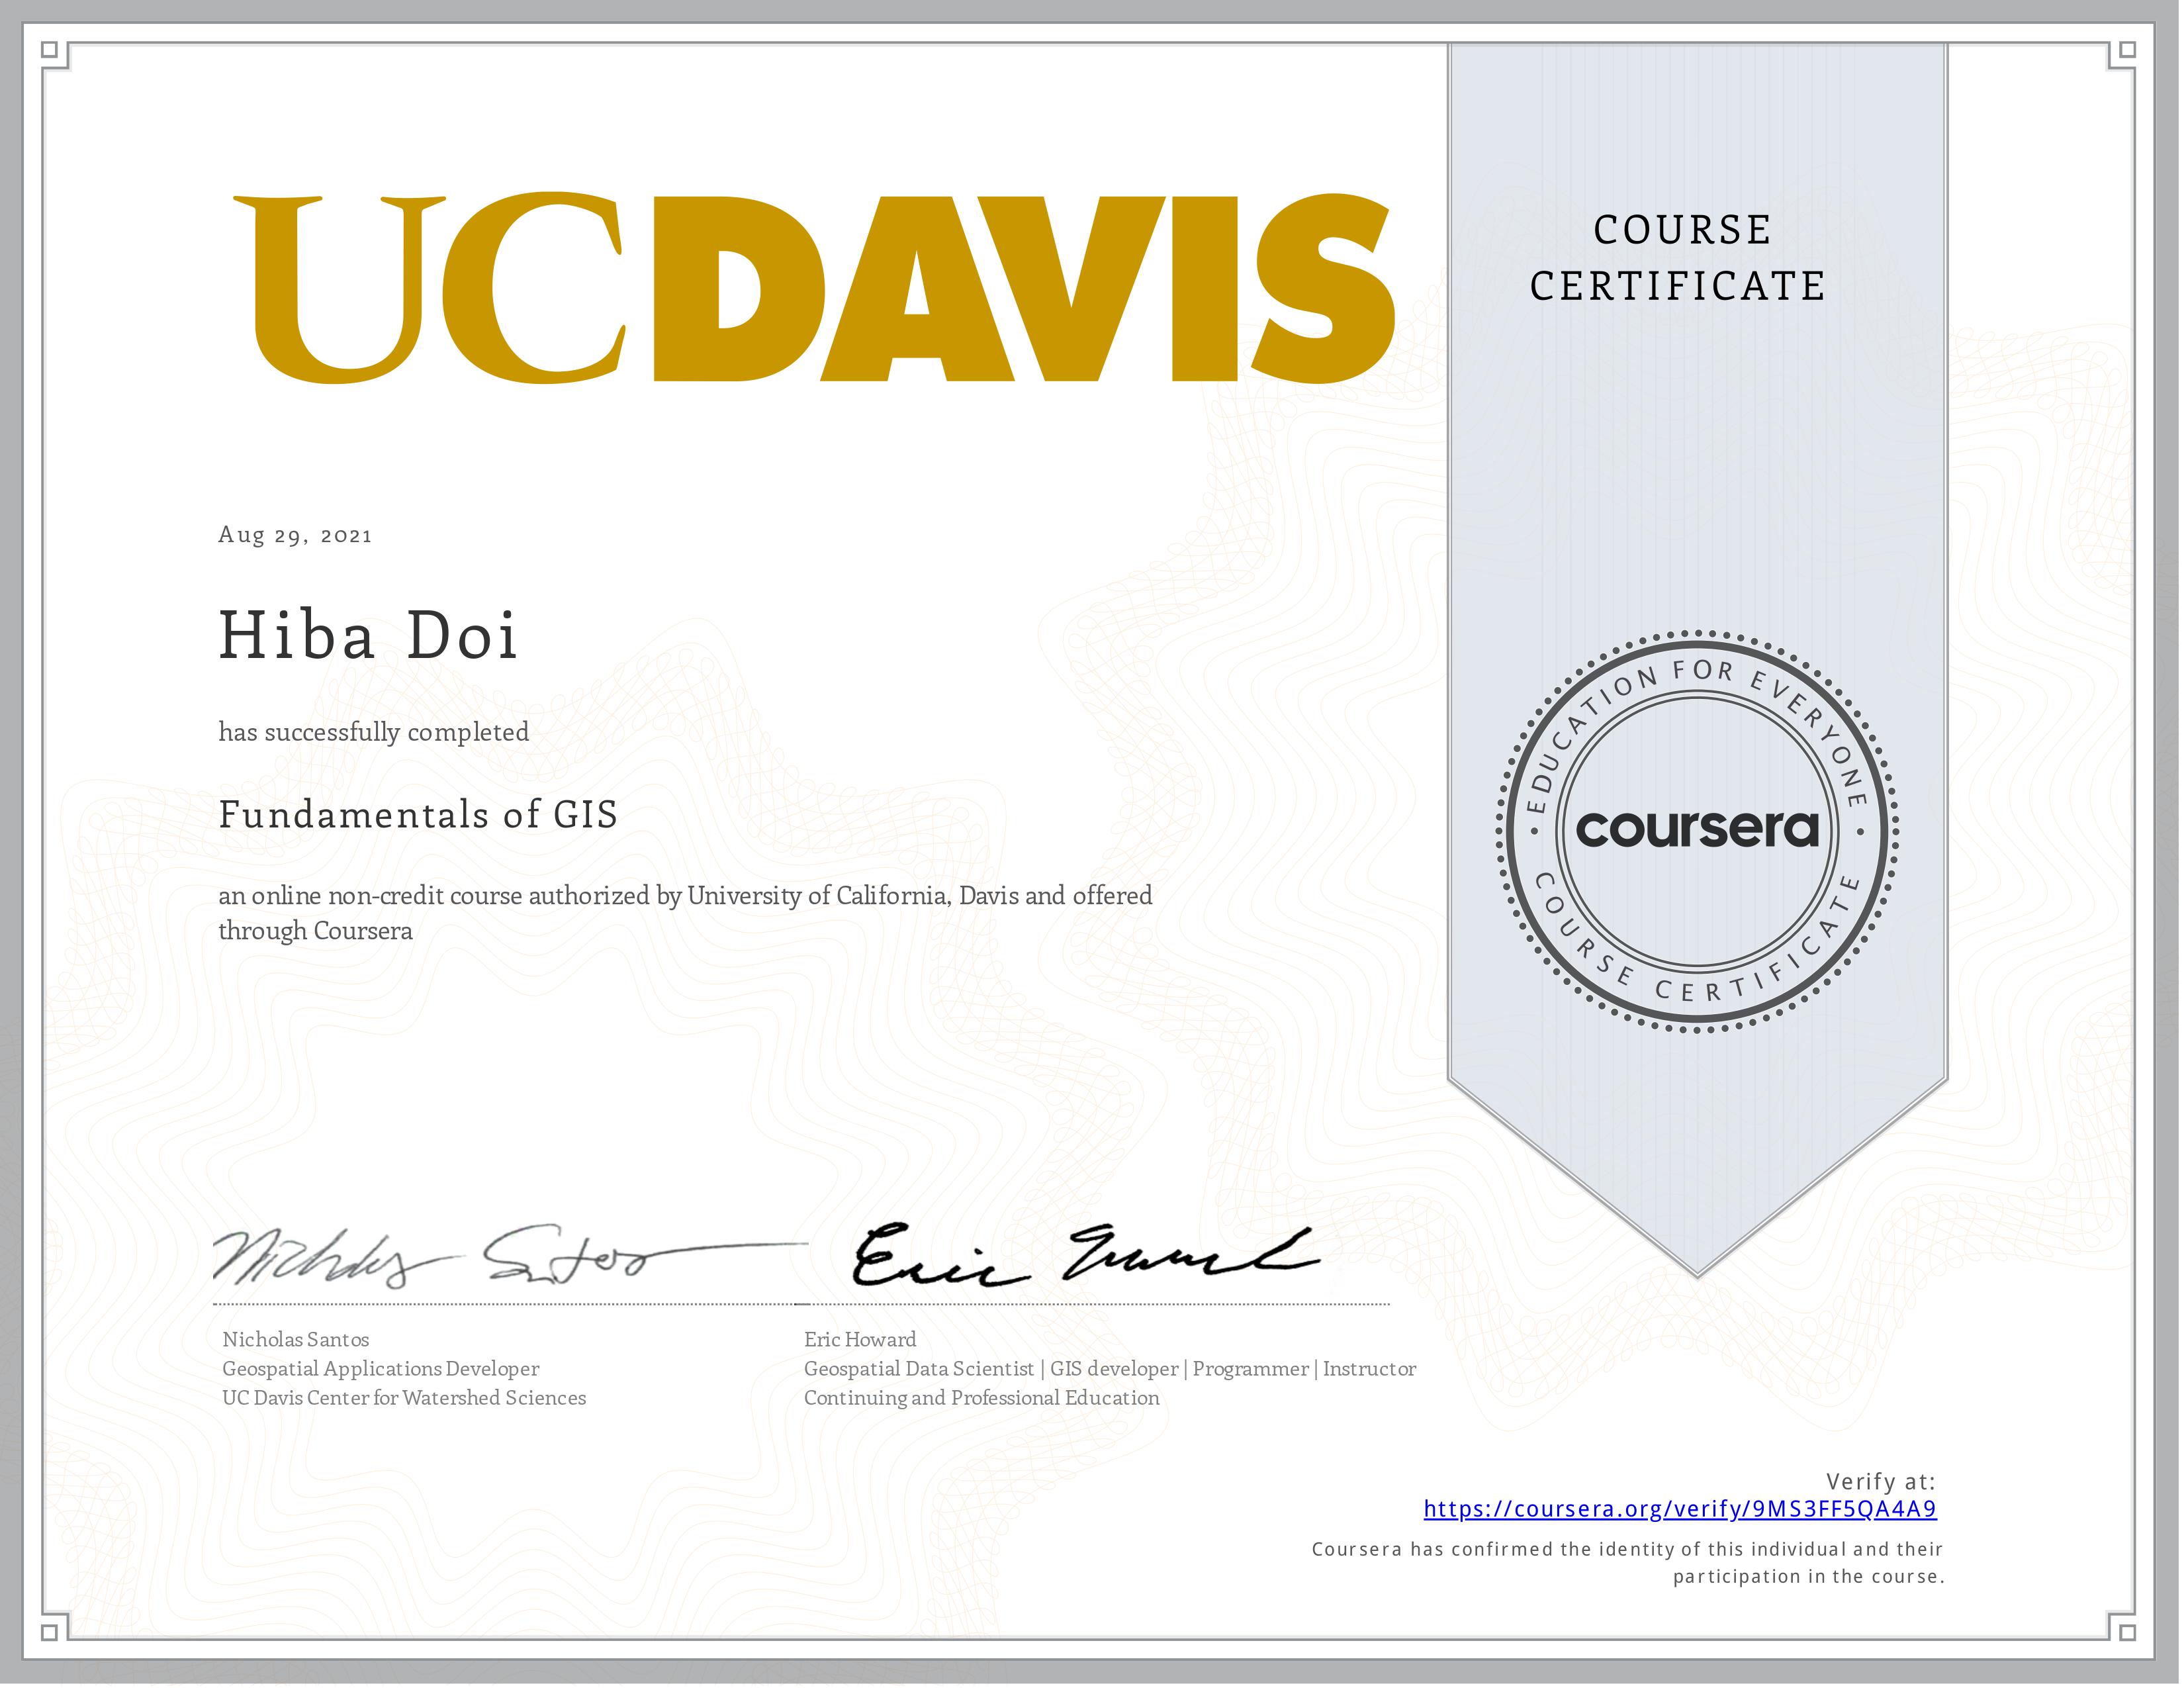 UCDAVIS
COURSE
CERTIFICATE
Aug 29, 2021
Hiba Doi
has successfully completed
Fundamentals of GIS
an online non-credit course authorized by University of California, Davis and offered
through Coursera
EDUCATION FOR EVERYONE
coursera
COURSE CERTIFICATE
Nicholas Santos
Eric Howard
Nicholas Santos
Geospatial Applications Developer
UC Davis Center for Watershed Sciences
Eric Howard
Geospatial Data Scientist | GIS developer | Programmer | Instructor
Continuing and Professional Education
Verify at:
https://coursera.org/verify/9MS3FF5QA4A9
Coursera has confirmed the identity of this individual and their
participation in the course.